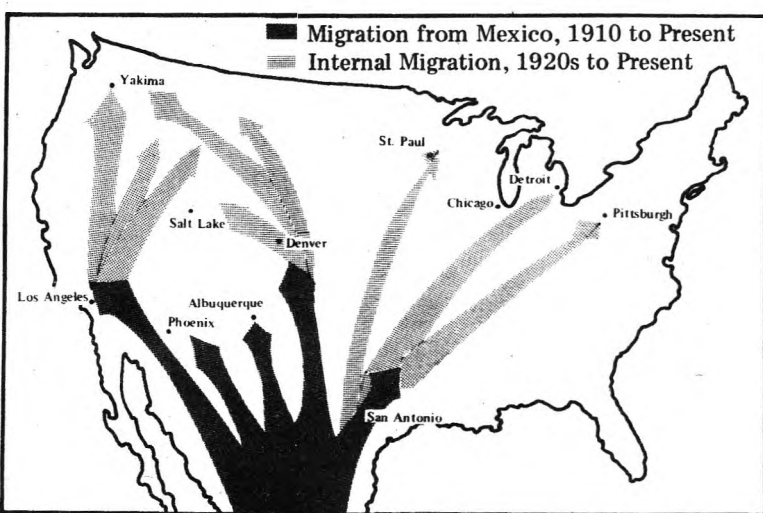 Migration from Mexico, 1910 to Present
Internal Migration, 1920s to Present
Yakima
St. Paul
Detroit
Chicago
Pittsburgh
Salt Lake
Denver
Los Angeles
Albuquerque
Phoenix
San Antonio